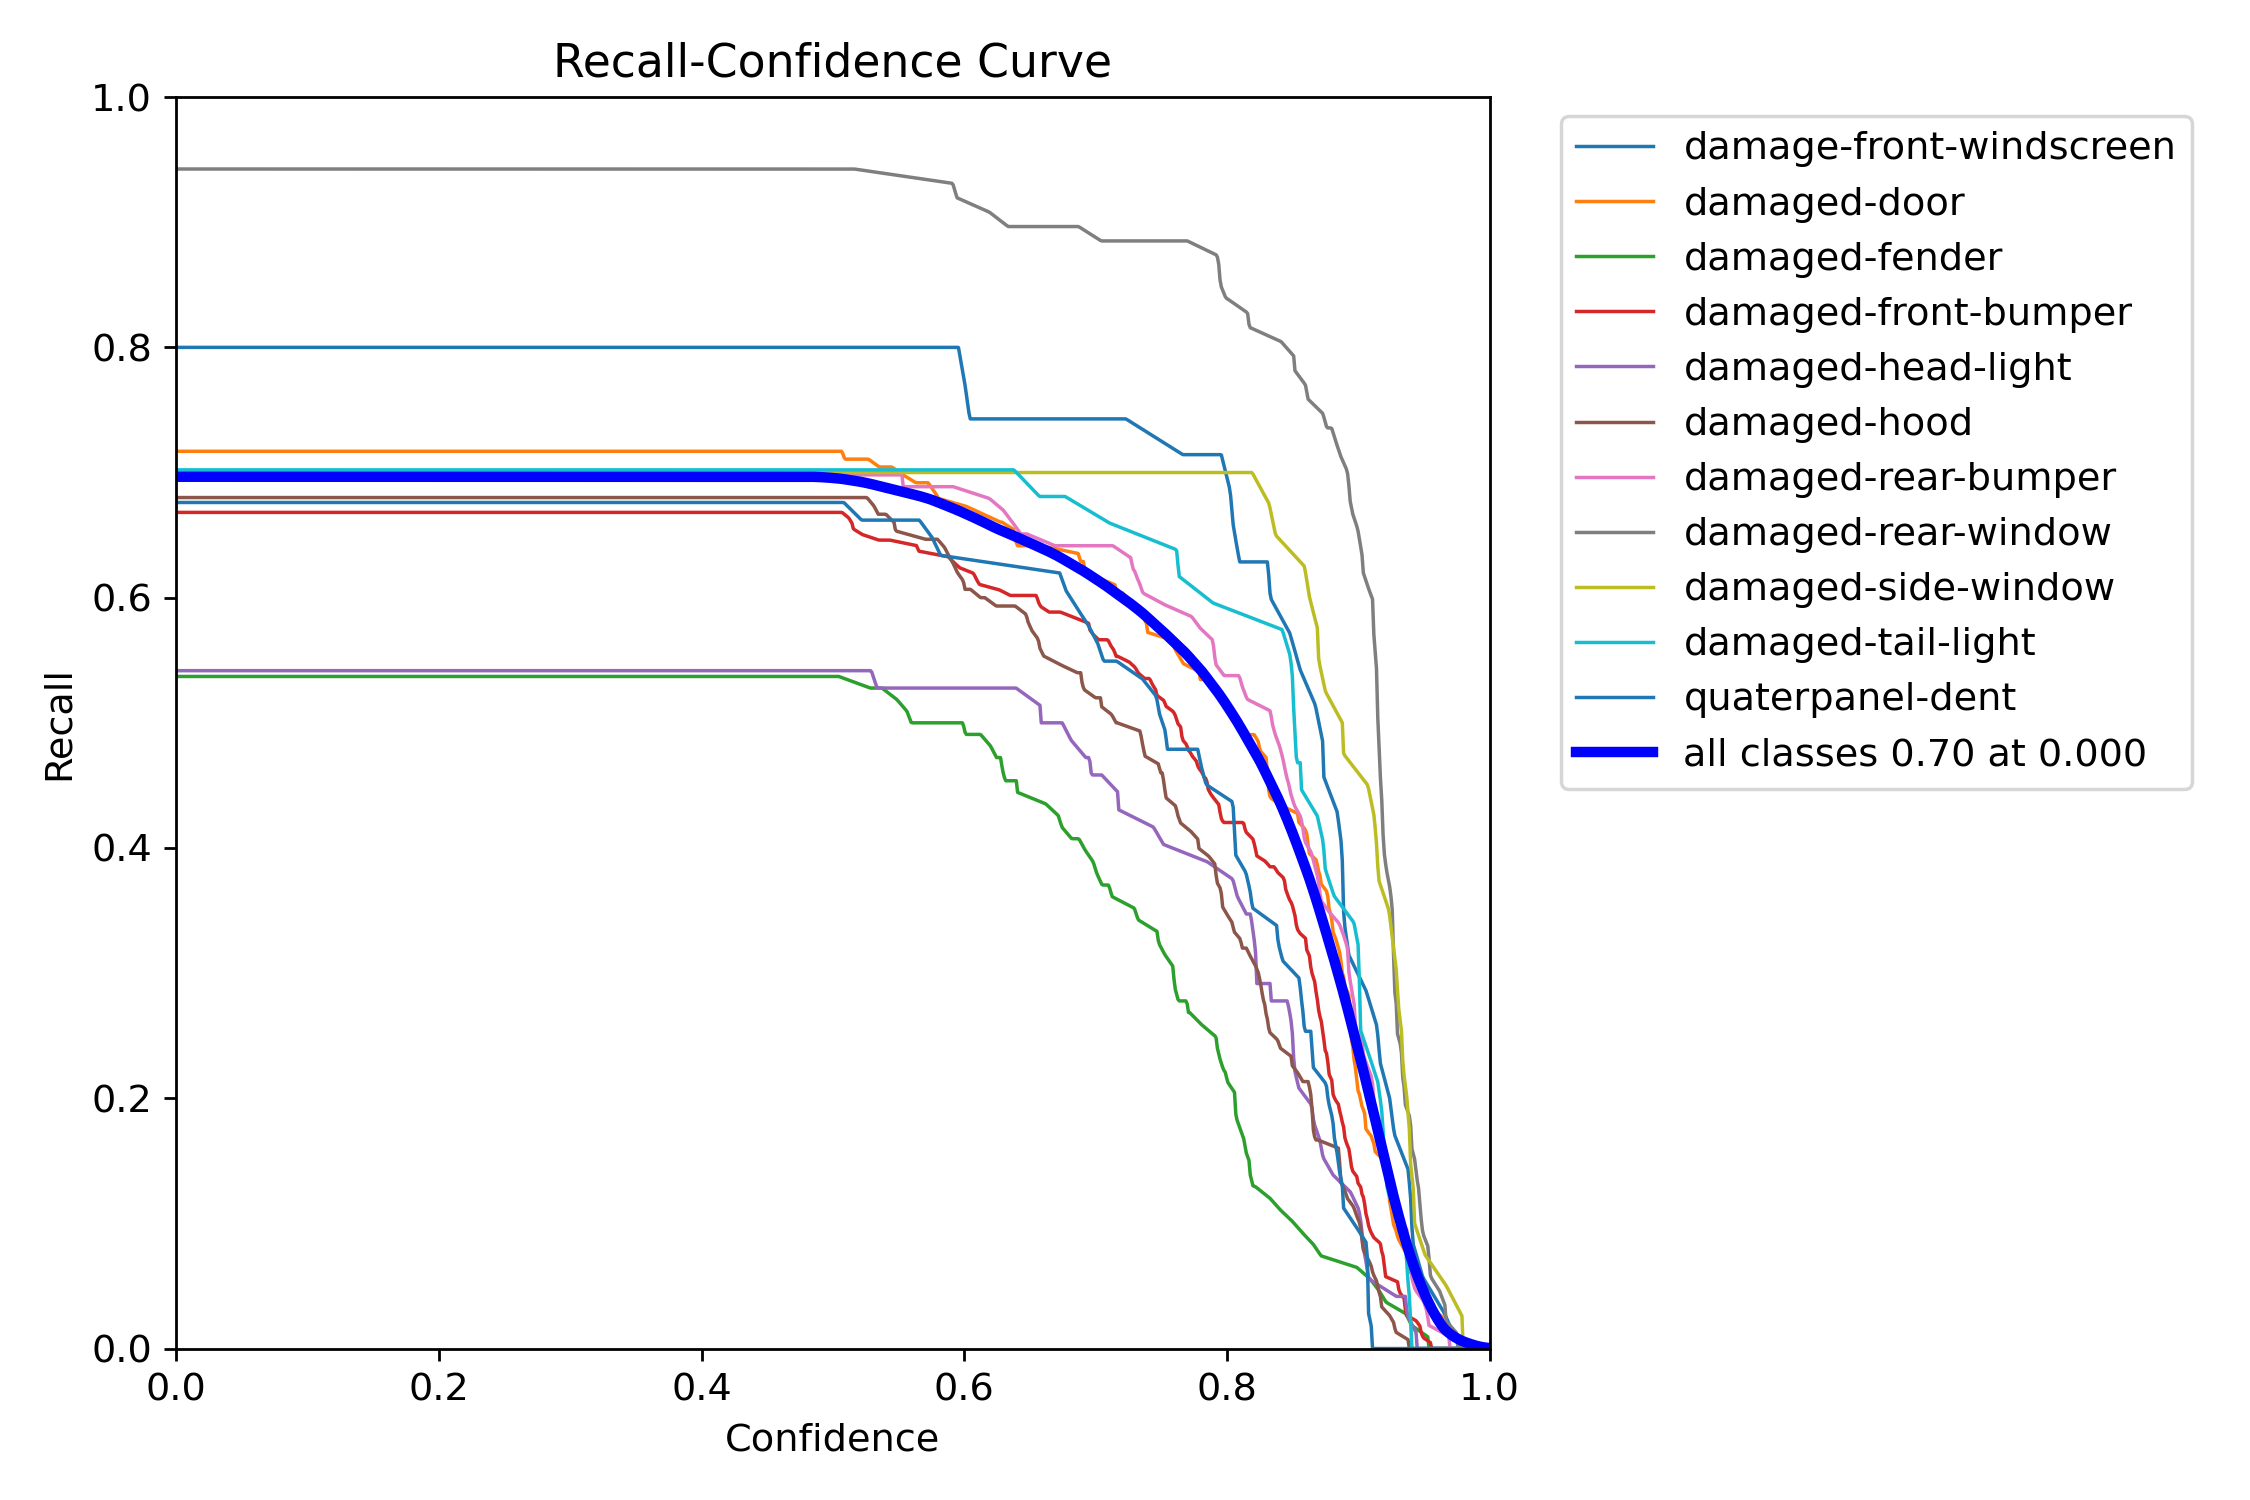 Recall-Confidence Curve
1.0
0.8
0.6
0.4
0.2
0.0
Recall
0.0 0.2 0.4 0.6 0.8 1.0
Confidence
damage-front-windscreen
damaged-door
damaged-fender
damaged-front-bumper
damaged-head-light
damaged-hood
damaged-rear-bumper
damaged-rear-window
damaged-side-window
damaged-tail-light
quaterpanel-dent
all classes 0.70 at 0.000